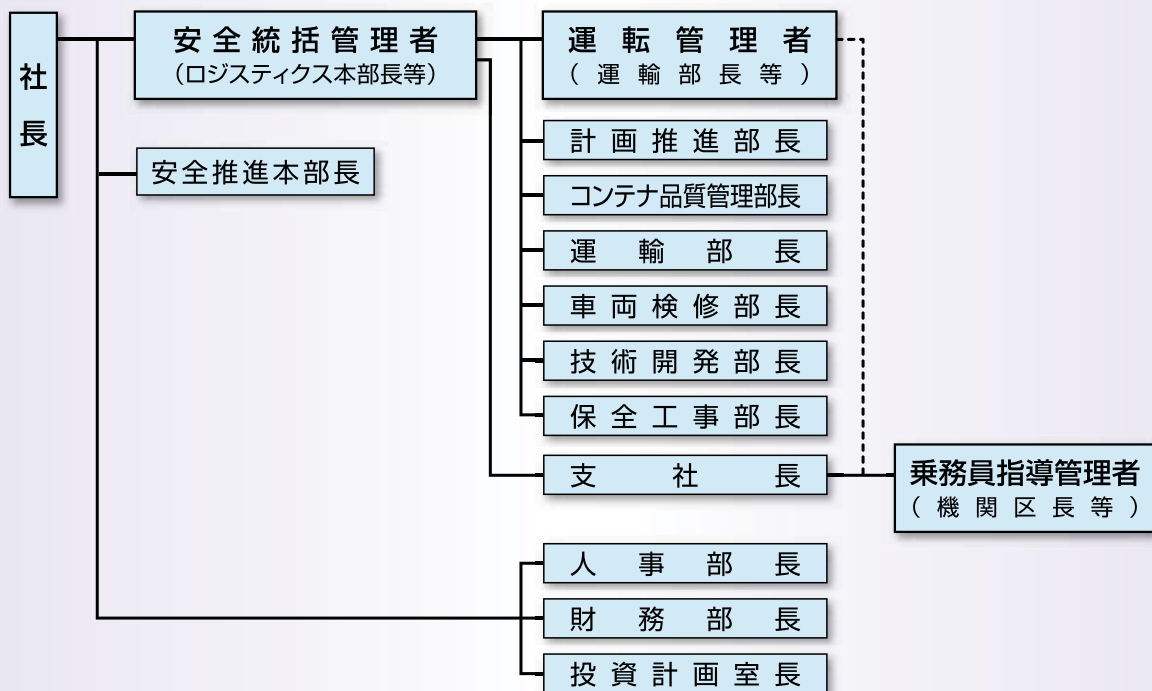 社長
安全統括管理者
（ロジスティクス本部長等）
安全推進本部長
運転管理者
（運輸部長等）
計画推進部長
コンテナ品質管理部長
運輸部長
車両検修部長
技術開発部長
保全工事部長
支社長
乗務員指導管理者
（機関区長等）
人事部長
財務部長
投資計画室長